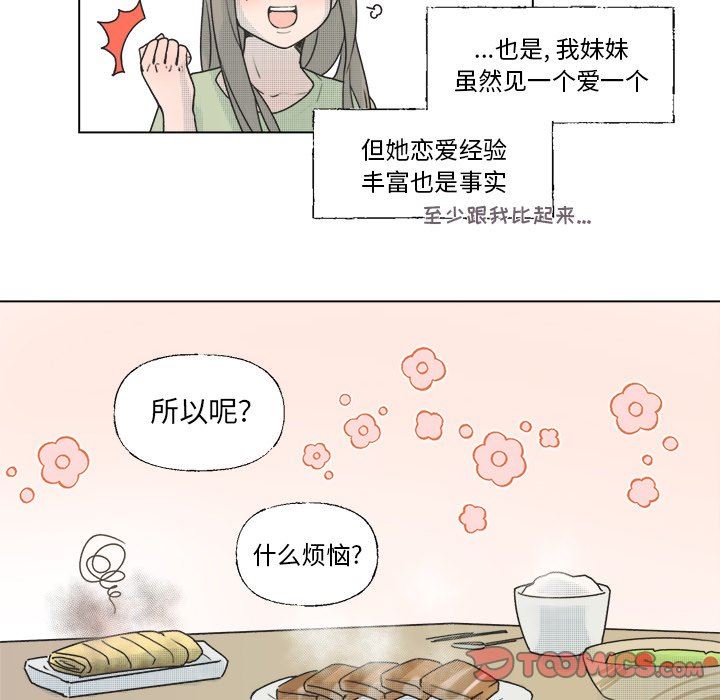 ...也是, 我妹妹
虽然见一个爱一个
但她恋爱经验
丰富也是事实
至少跟我比起来...
所以呢?
什么烦恼?
TOOMICS.COM